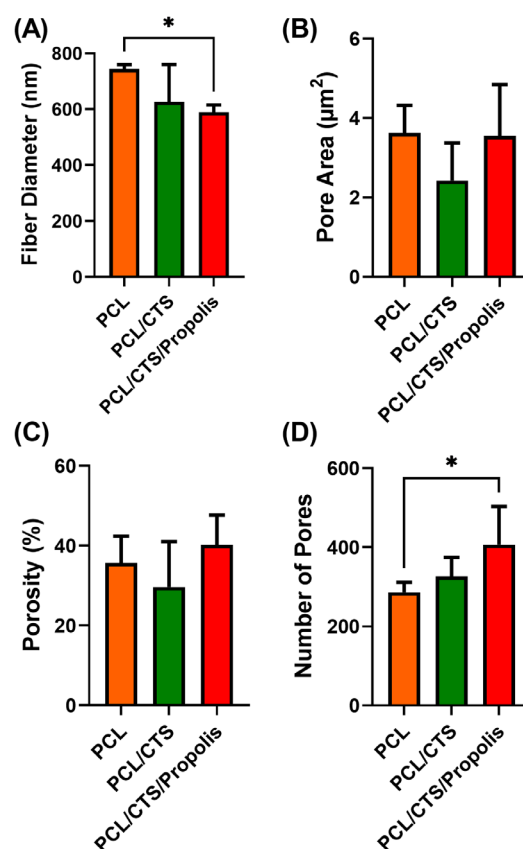 (A)
*
Fiber Diameter (nm)
800
600
400
200
0
PCL
PCL/CTS
PCL/CTS/Propolis
(B)
Pore Area (µm²)
6
4
2
0
PCL
PCL/CTS
PCL/CTS/Propolis
(C)
Porosity (%)
60
40
20
0
PCL
PCL/CTS
PCL/CTS/Propolis
(D)
*
Number of Pores
600
400
200
0
PCL
PCL/CTS
PCL/CTS/Propolis